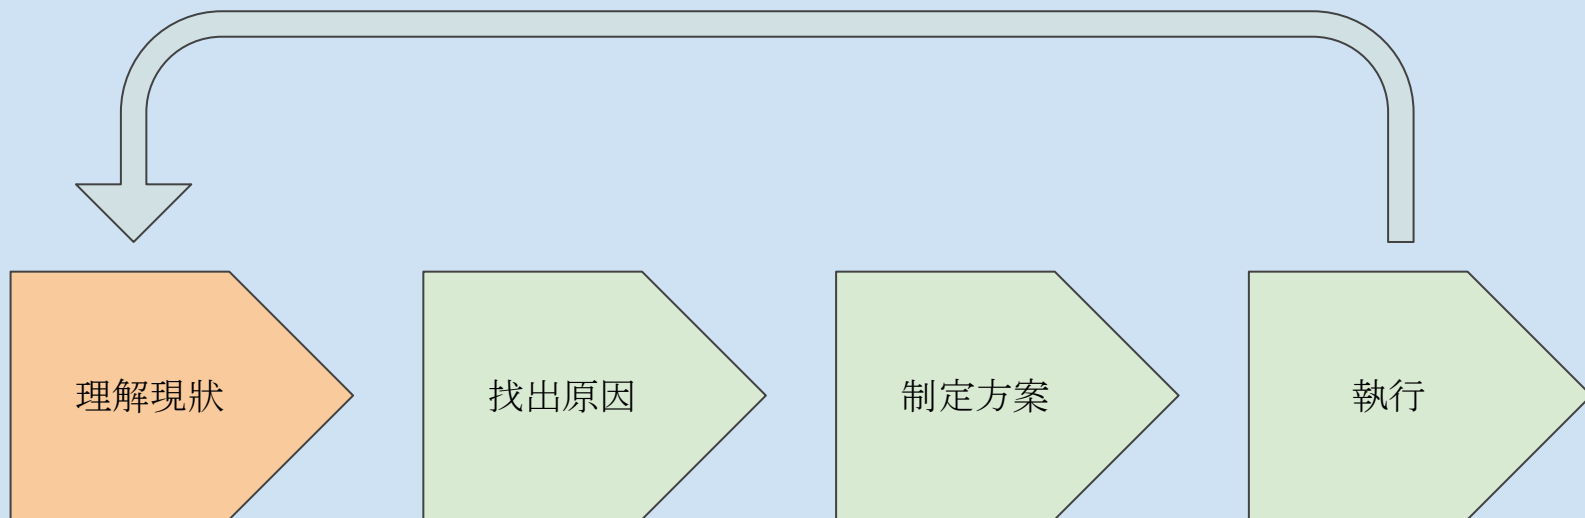 理解現狀
找出原因
制定方案
執行